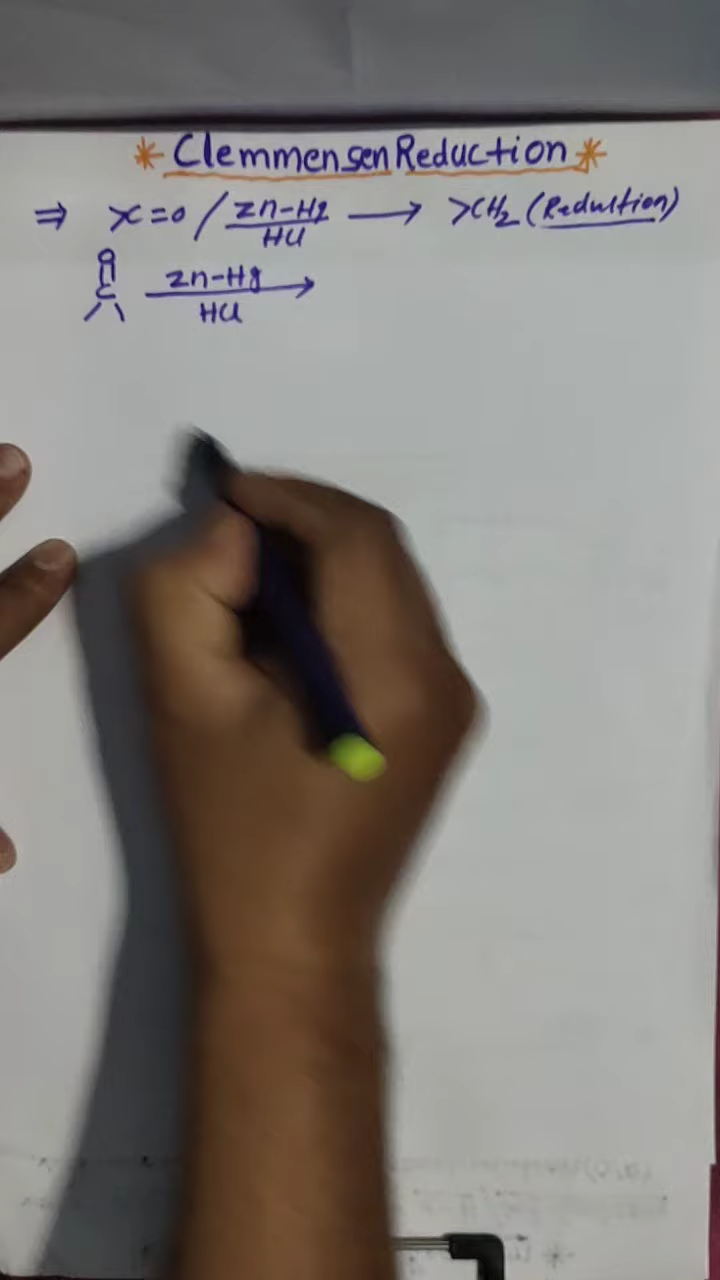 * Clemmensen Reduction *
⇒ >C=O / Zn-Hg / HCl ⟶ >CH₂ (Reduction)
O
||
C Zn-Hg / HCl ⟶
/ \